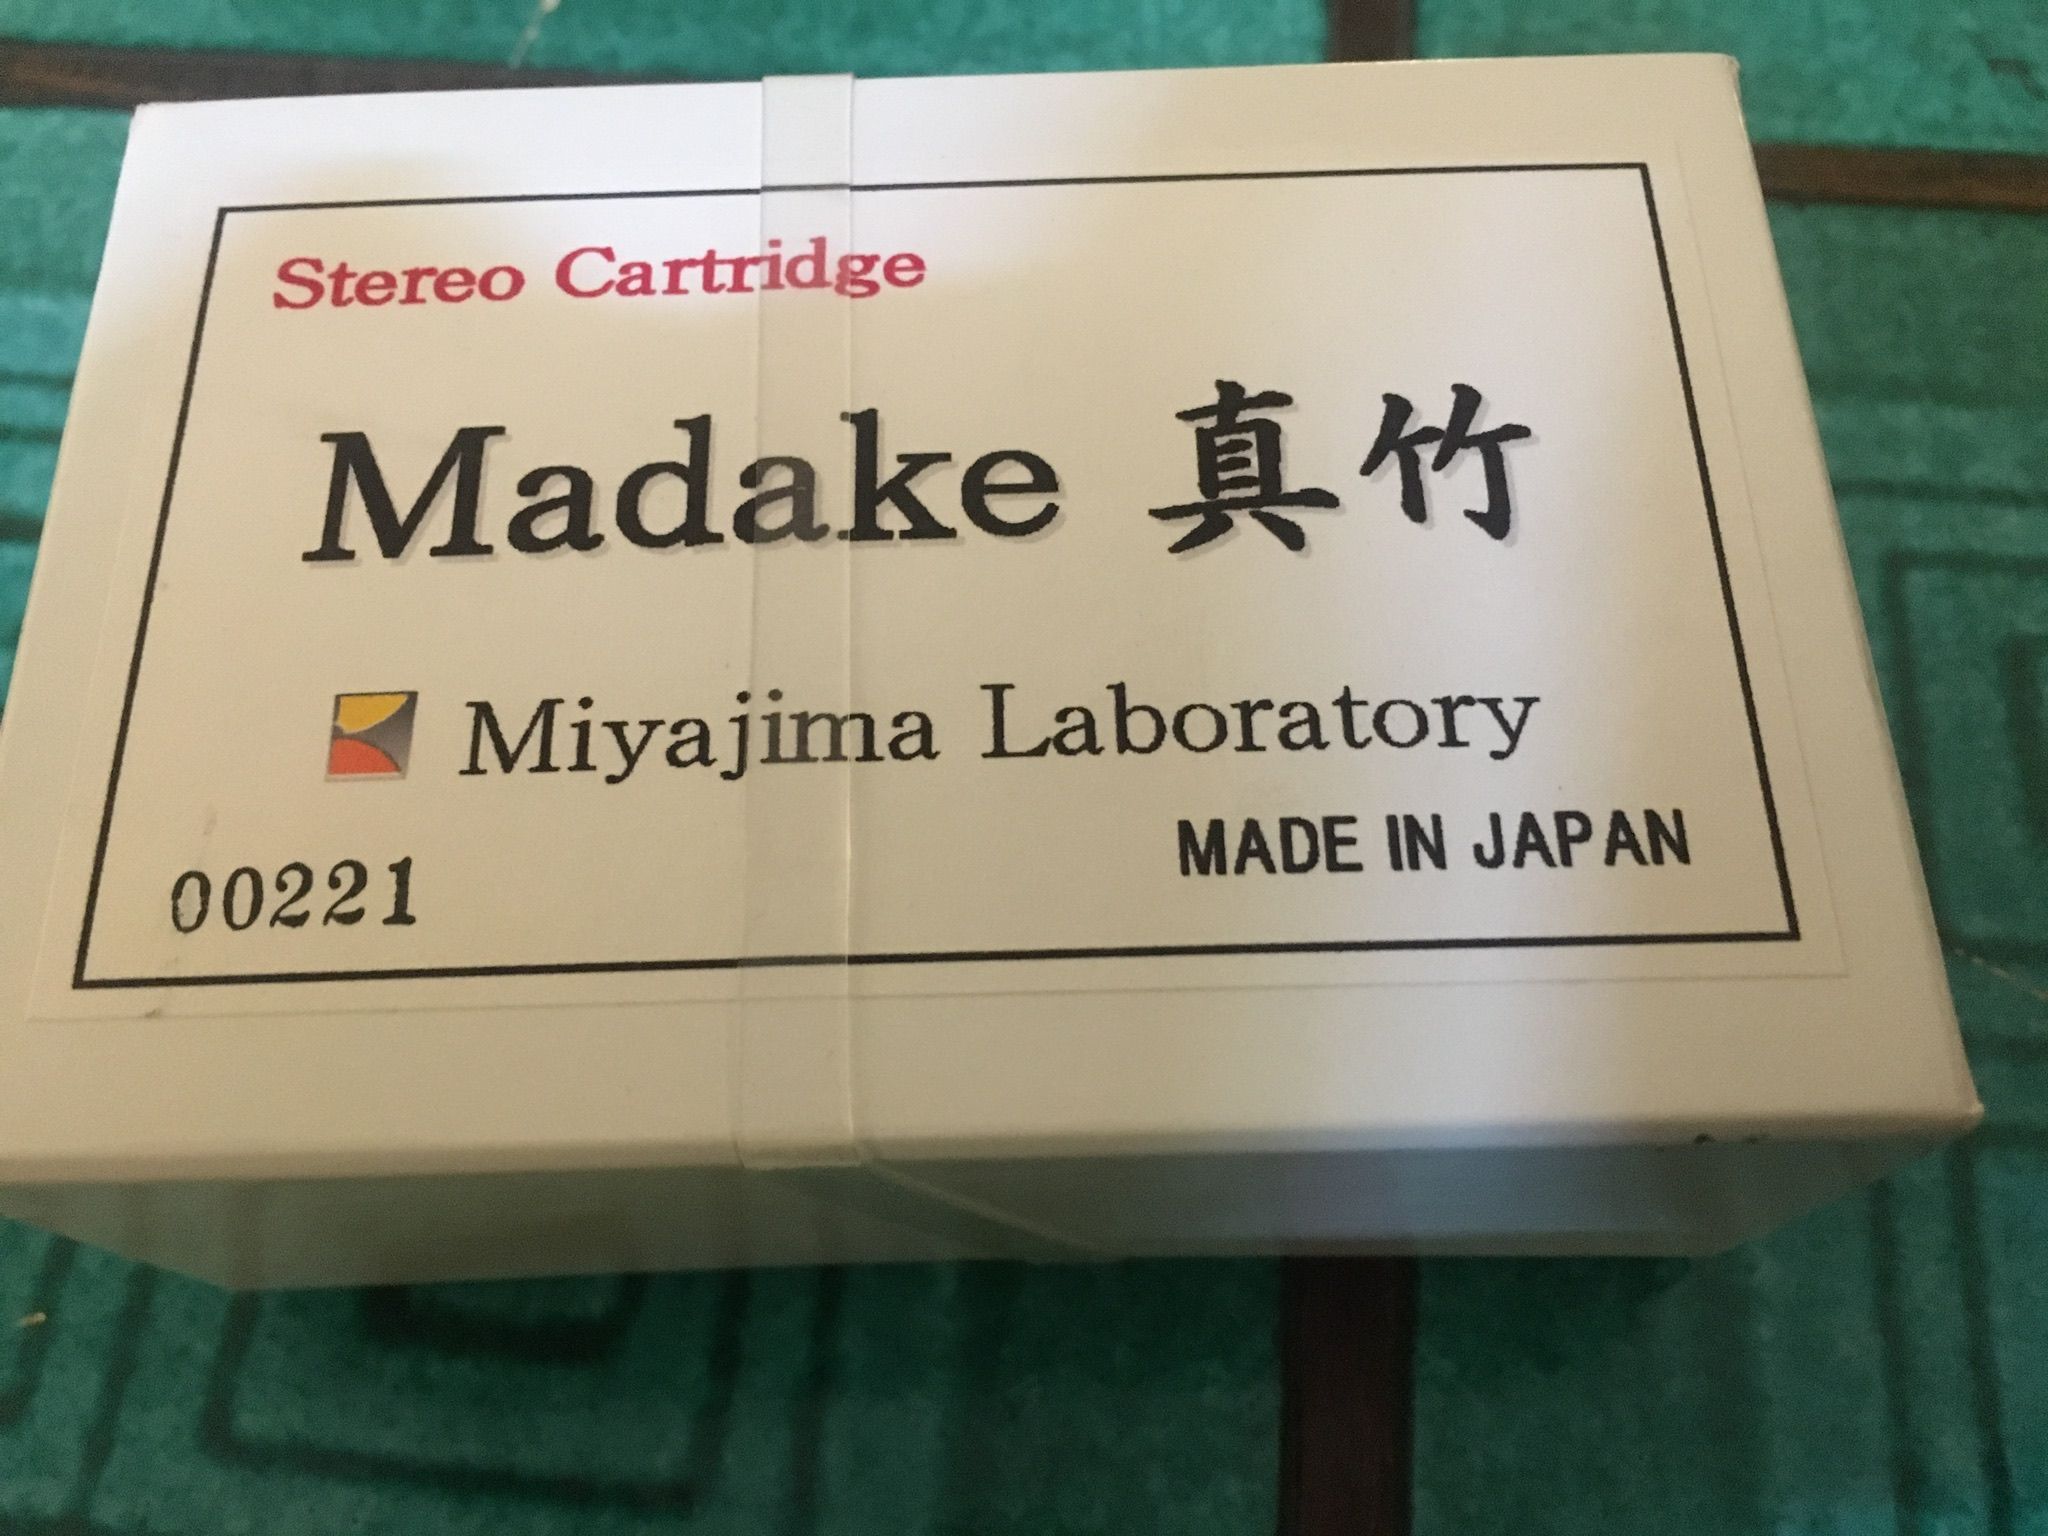 Stereo Cartridge
Madake 真竹
Miyajima Laboratory
MADE IN JAPAN
00221